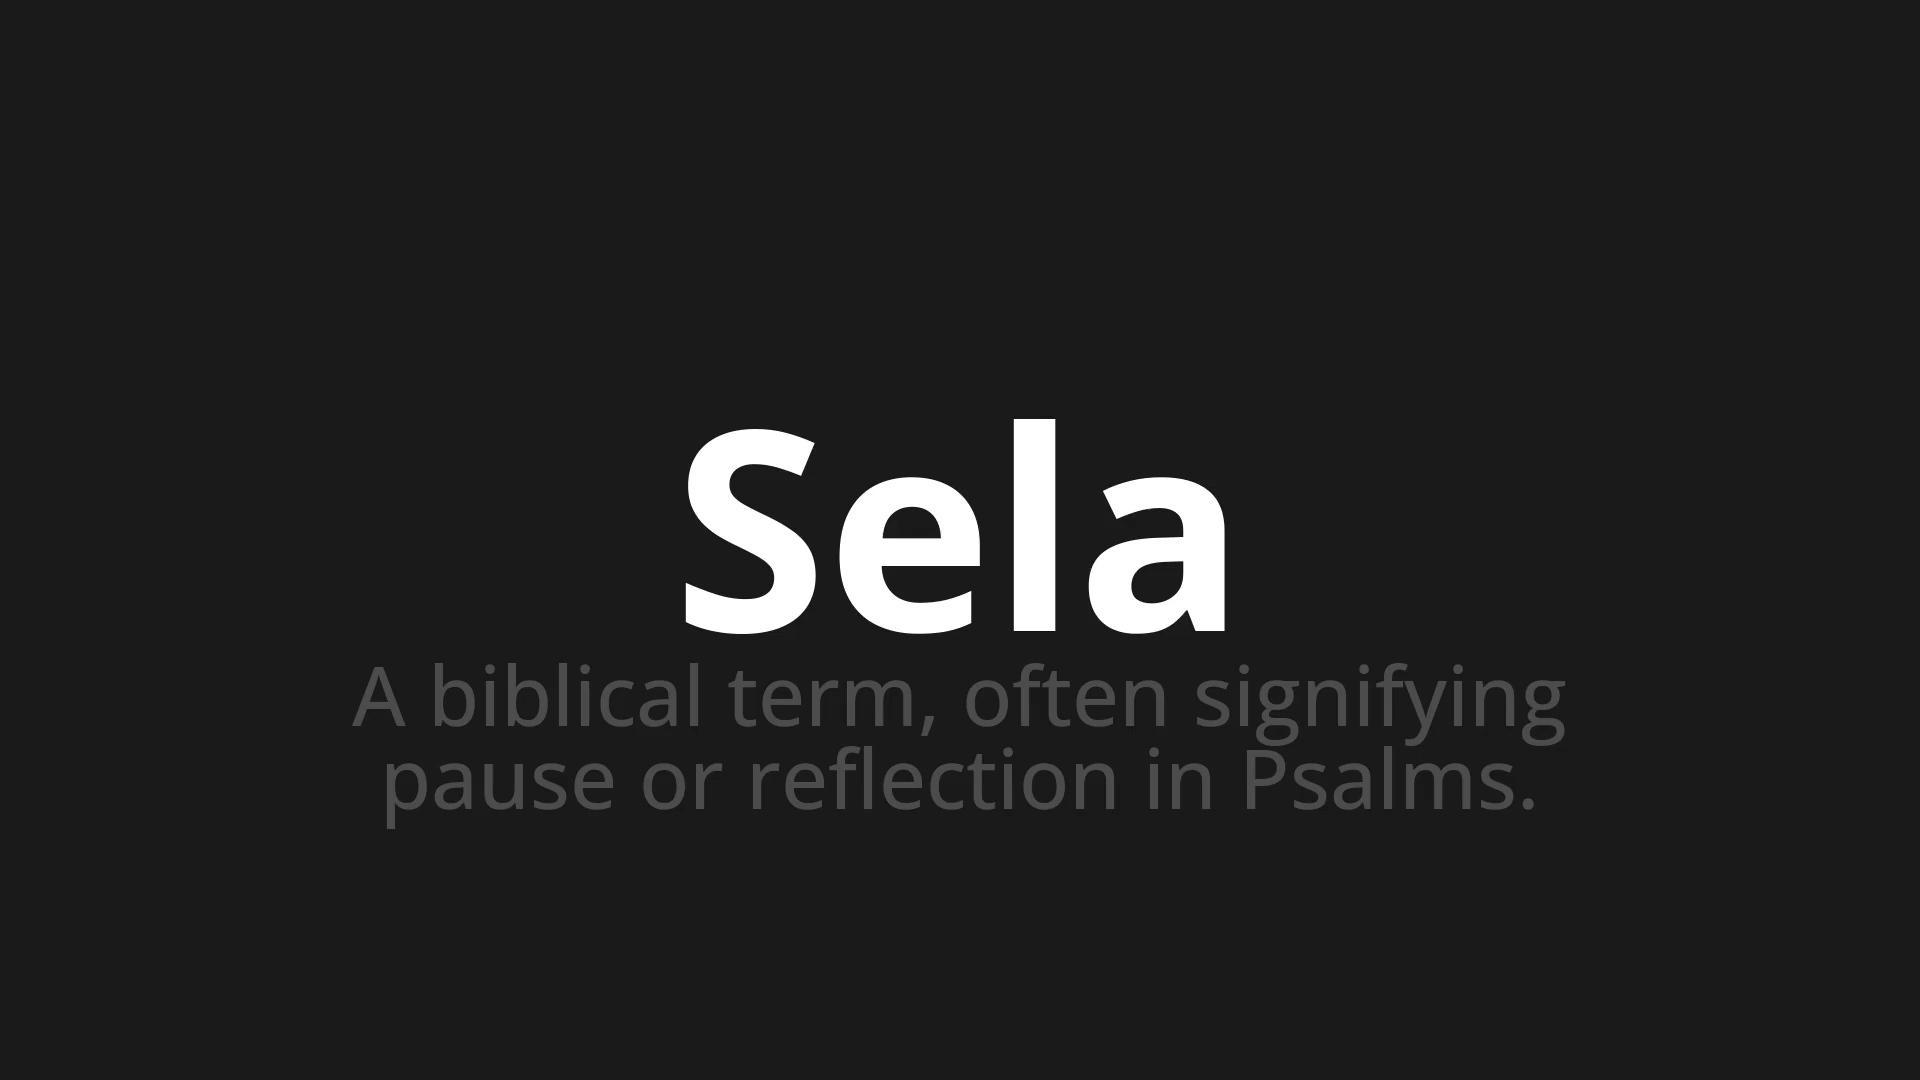 Sela
A biblical term, often signifying
pause or reflection in Psalms.